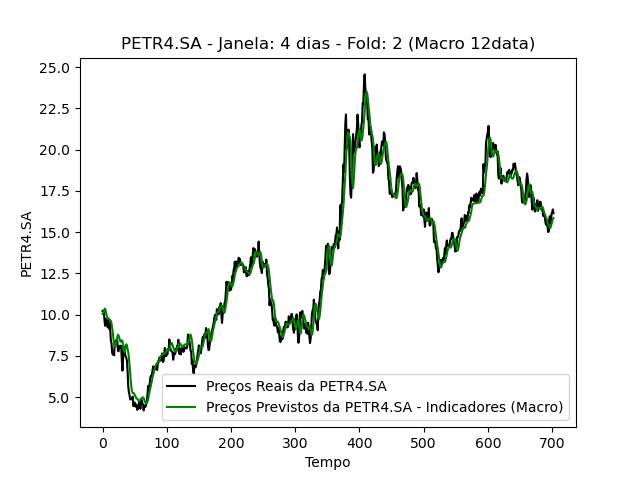 PETR4.SA - Janela: 4 dias - Fold: 2 (Macro 12data)
25.0
22.5
20.0
17.5
15.0
12.5
10.0
7.5
5.0
PETR4.SA
Preços Reais da PETR4.SA
Preços Previstos da PETR4.SA - Indicadores (Macro)
0 100 200 300 400 500 600 700
Tempo